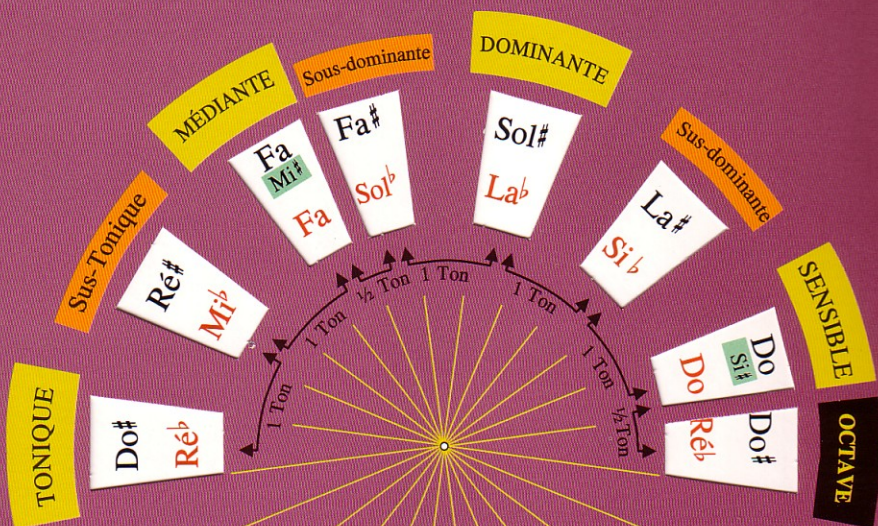 TONIQUE
Do♯
Ré♭
Sus-Tonique
Ré♯
Mi♭
MÉDIANTE
Fa
Mi♯
Fa
Sous-dominante
Fa♯
Sol♭
DOMINANTE
Sol♯
La♭
Sus-dominante
La♯
Si♭
SENSIBLE
Do
Si♯
Do
OCTAVE
Do♯
Ré♭
1 Ton
1 Ton
½ Ton
1 Ton
1 Ton
1 Ton
½ Ton